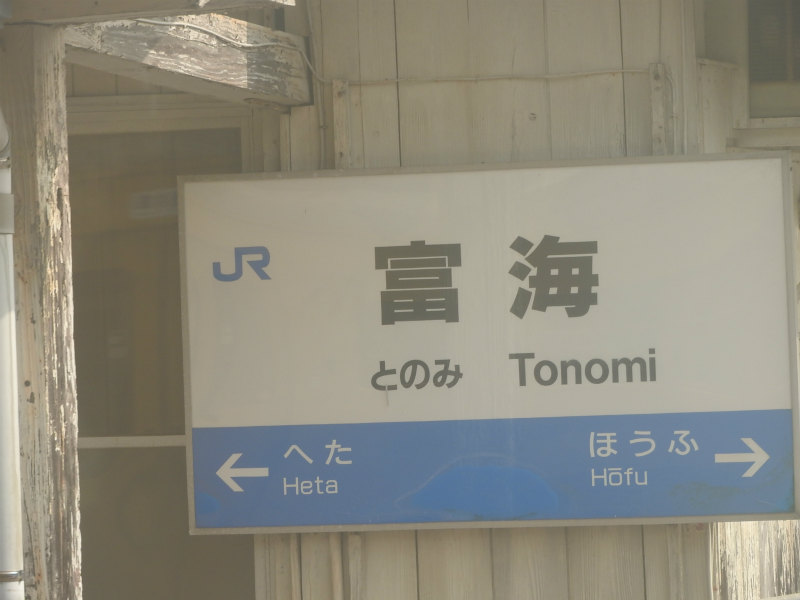 JR 富海
とのみ Tonomi
← へた ほうふ →
Heta Hōfu